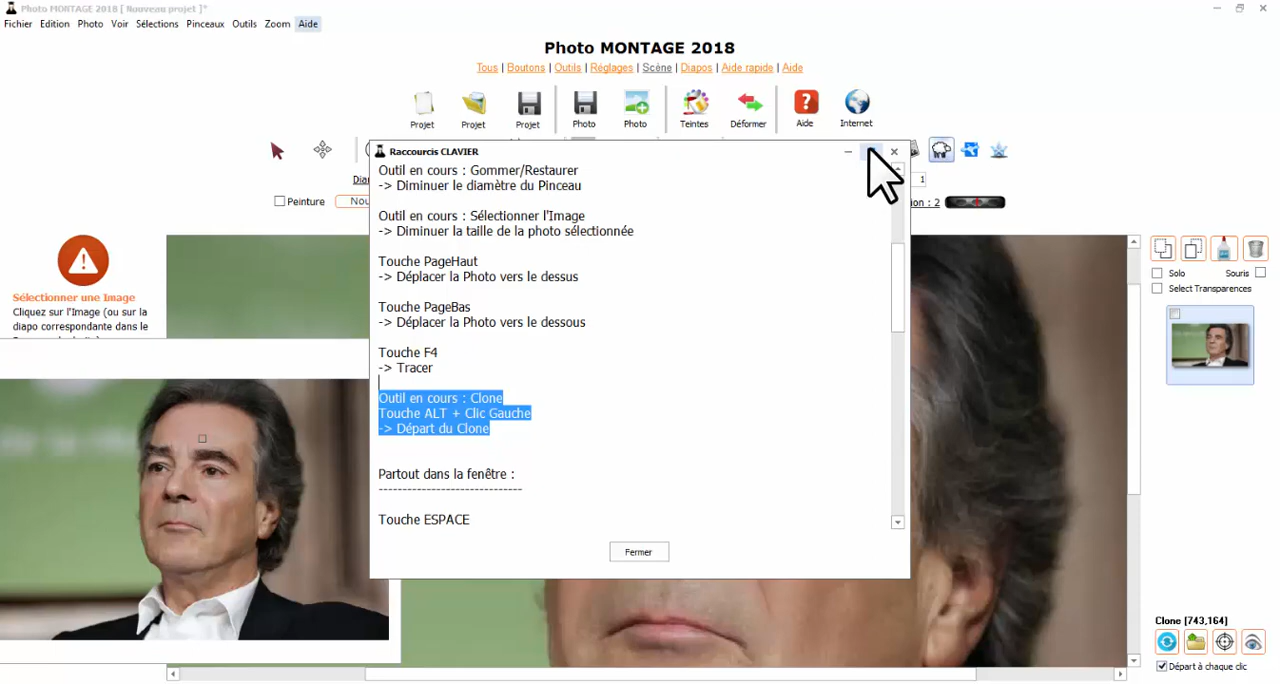 Photo MONTAGE 2018 [ Nouveau projet ]*
Fichier Edition Photo Voir Sélections Pinceaux Outils Zoom Aide
Photo MONTAGE 2018
Tous | Boutons | Outils | Réglages | Scène | Diapos | Aide rapide | Aide
Projet Projet Projet Photo Photo Teintes Déformer Aide Internet
Raccourcis CLAVIER
1
Peinture
ion : 2
Outil en cours : Gommer/Restaurer
-> Diminuer le diamètre du Pinceau
Outil en cours : Sélectionner l'Image
-> Diminuer la taille de la photo sélectionnée
Touche PageHaut
-> Déplacer la Photo vers le dessus
Touche PageBas
-> Déplacer la Photo vers le dessous
Touche F4
-> Tracer
Outil en cours : Clone
Touche ALT + Clic Gauche
-> Départ du Clone
Partout dans la fenêtre :
-----------------------------
Touche ESPACE
Fermer
Sélectionner une Image
Cliquez sur l'Image (ou sur la
diapo correspondante dans le
Solo Souris
Select Transparences
Clone [743,164]
Départ à chaque clic